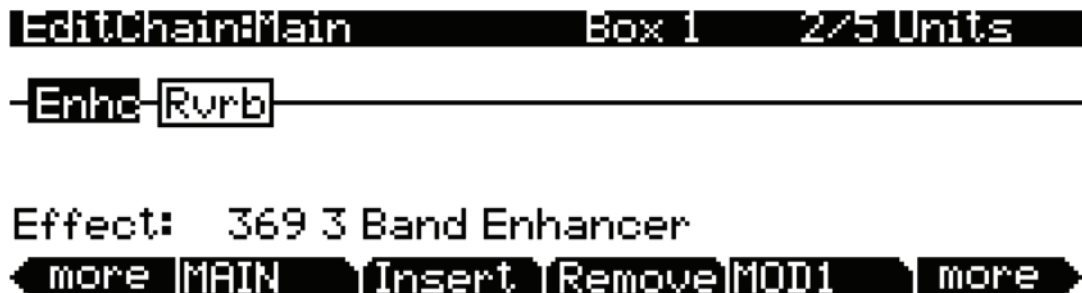 EditChain:Main Box 1 2/5 Units
Enhc Rvrb
Effect: 369 3 Band Enhancer
more MAIN Insert Remove MOD1 more